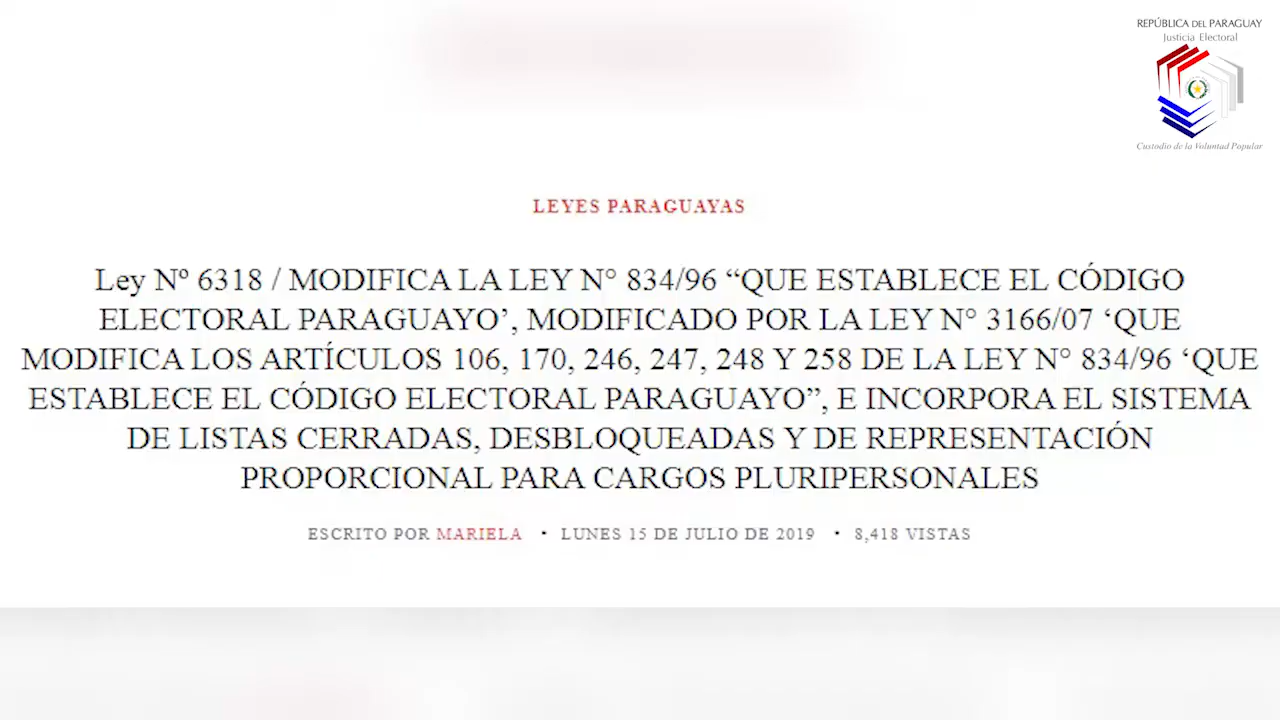 REPÚBLICA DEL PARAGUAY
Justicia Electoral
Custodio de la Voluntad Popular
LEYES PARAGUAYAS
Ley Nº 6318 / MODIFICA LA LEY N° 834/96 “QUE ESTABLECE EL CÓDIGO
ELECTORAL PARAGUAYO’, MODIFICADO POR LA LEY N° 3166/07 ‘QUE
MODIFICA LOS ARTÍCULOS 106, 170, 246, 247, 248 Y 258 DE LA LEY N° 834/96 ‘QUE
ESTABLECE EL CÓDIGO ELECTORAL PARAGUAYO”, E INCORPORA EL SISTEMA
DE LISTAS CERRADAS, DESBLOQUEADAS Y DE REPRESENTACIÓN
PROPORCIONAL PARA CARGOS PLURIPERSONALES
ESCRITO POR MARIELA • LUNES 15 DE JULIO DE 2019 • 8,418 VISTAS